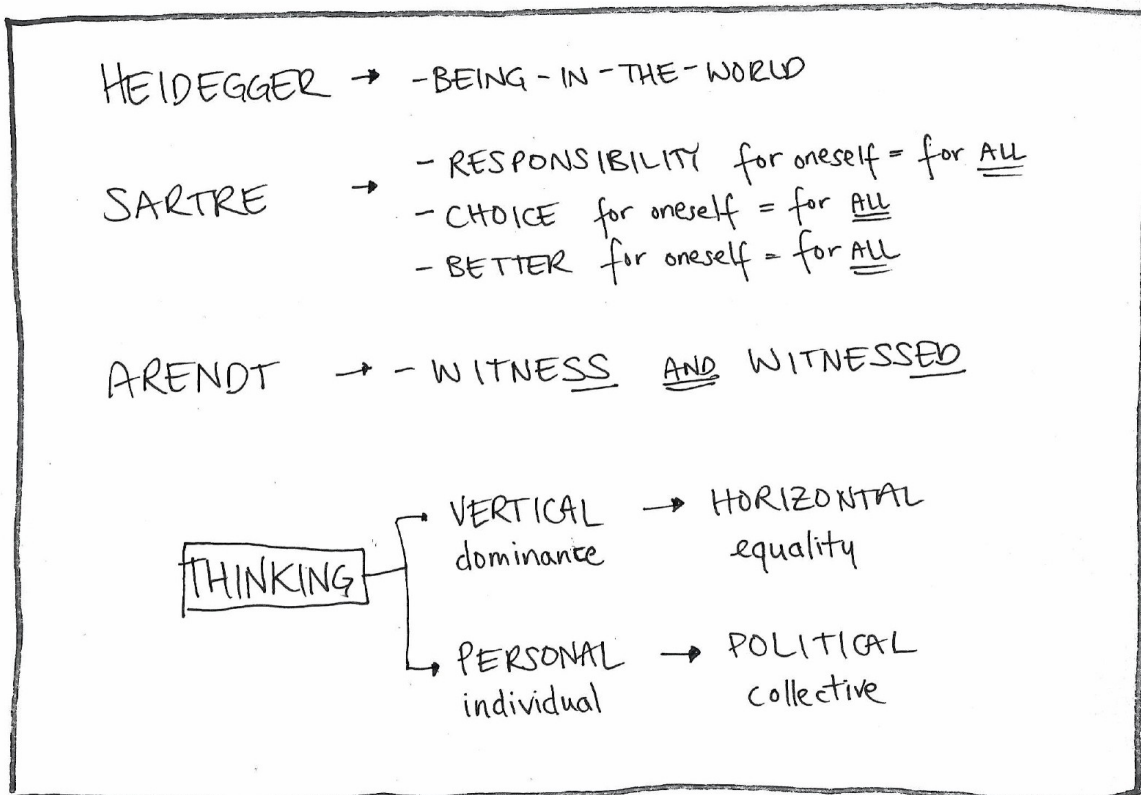 HEIDEGGER → - BEING-IN-THE-WORLD
SARTRE → - RESPONSIBILITY for oneself = for ALL
- CHOICE for oneself = for ALL
- BETTER for oneself = for ALL
ARENDT → - WITNESS AND WITNESSED
THINKING
VERTICAL → HORIZONTAL
dominance equality
PERSONAL → POLITICAL
individual collective